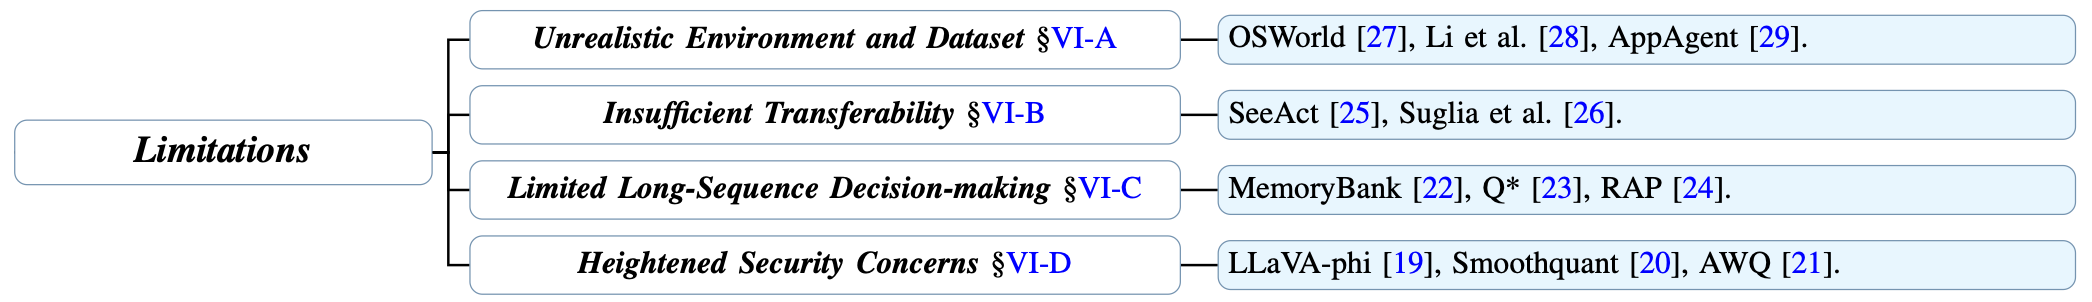 Limitations
Unrealistic Environment and Dataset §VI-A
OSWorld [27], Li et al. [28], AppAgent [29].
Insufficient Transferability §VI-B
SeeAct [25], Suglia et al. [26].
Limited Long-Sequence Decision-making §VI-C
MemoryBank [22], Q* [23], RAP [24].
Heightened Security Concerns §VI-D
LLaVA-phi [19], Smoothquant [20], AWQ [21].